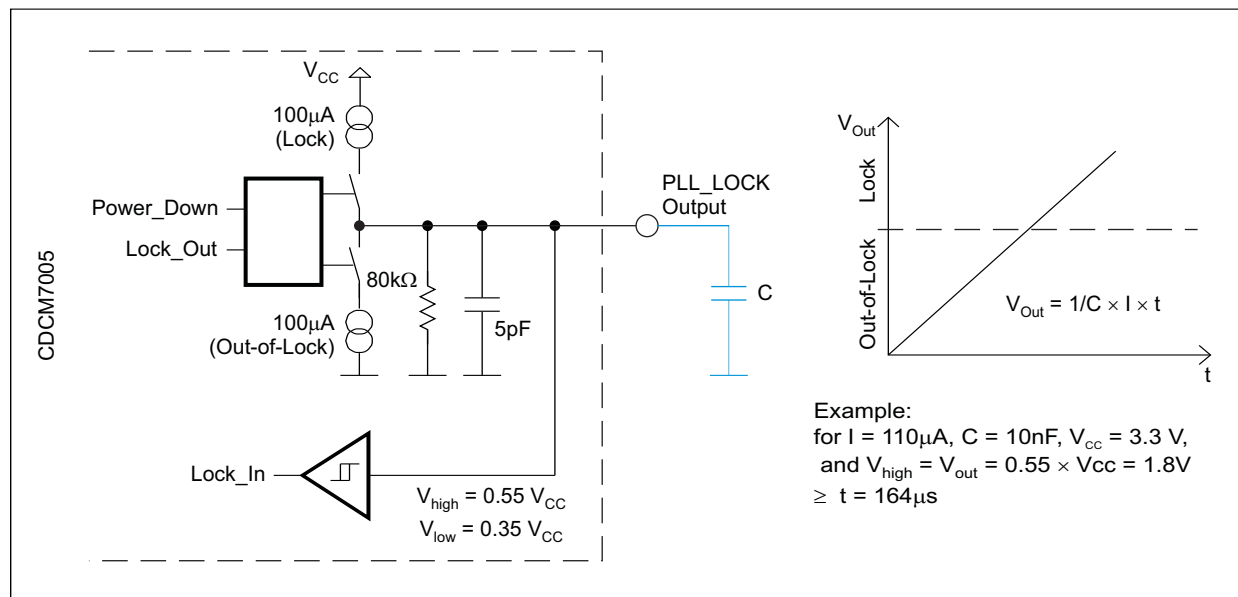 CDCM7005
V_CC
100μA
(Lock)
Power_Down
Lock_Out
80kΩ
5pF
100μA
(Out-of-Lock)
Lock_In
V_high = 0.55 V_CC
V_low = 0.35 V_CC
PLL_LOCK
Output
C
V_Out
Lock
Out-of-Lock
V_Out = 1/C × I × t
t
Example:
for I = 110μA, C = 10nF, V_CC = 3.3 V,
and V_high = V_out = 0.55 × Vcc = 1.8V
≥ t = 164μs